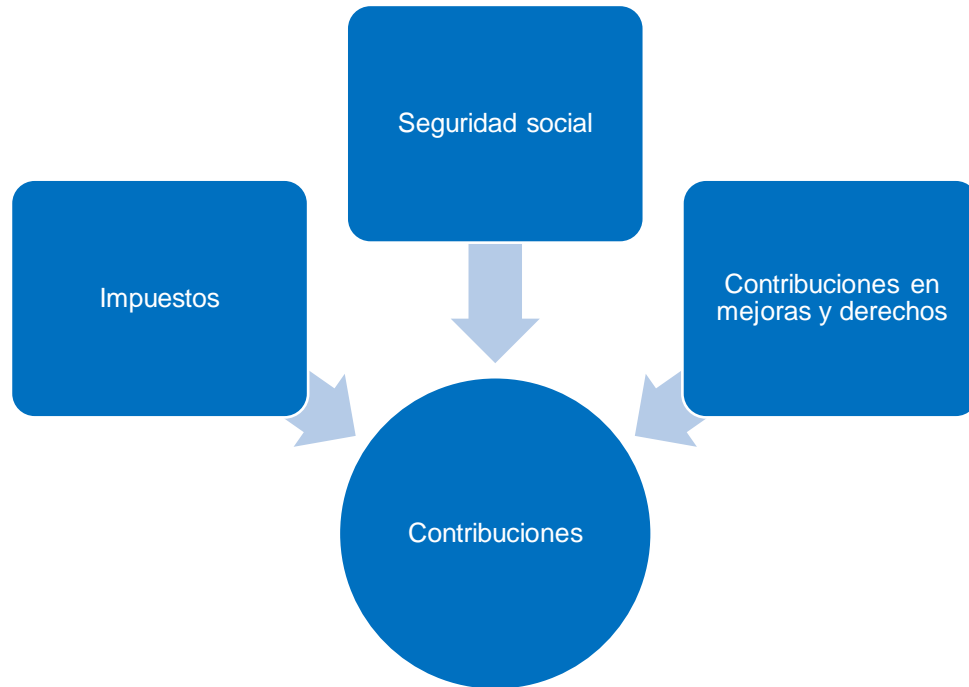 Seguridad social
Impuestos
Contribuciones en
mejoras y derechos
Contribuciones